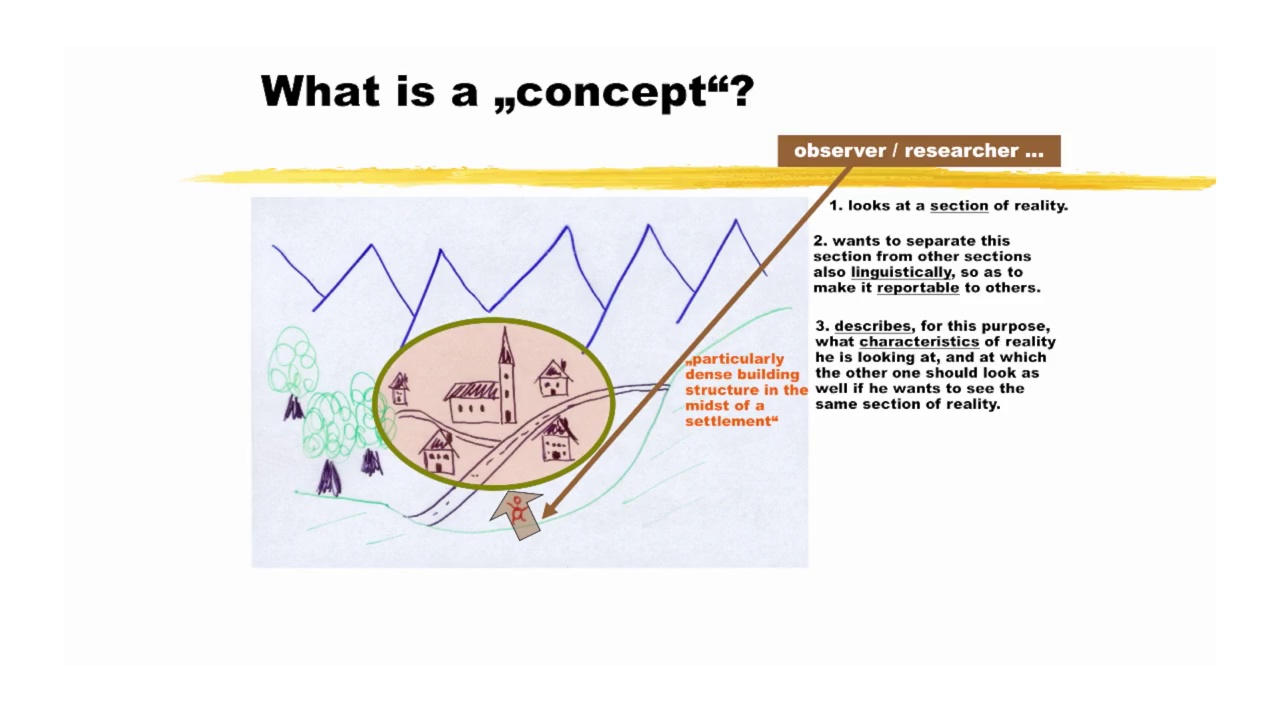 What is a „concept“?
observer / researcher ...
1. looks at a section of reality.
2. wants to separate this
section from other sections
also linguistically, so as to
make it reportable to others.
3. describes, for this purpose,
what characteristics of reality
he is looking at, and at which
the other one should look as
well if he wants to see the
same section of reality.
„particularly
dense building
structure in the
midst of a
settlement“